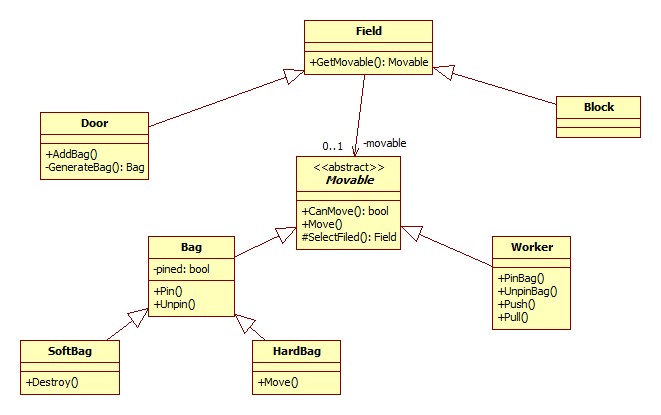 Field
+GetMovable(): Movable
Door
+AddBag()
-GenerateBag(): Bag
Block
0..1
-movable
<<abstract>>
Movable
+CanMove(): bool
+Move()
#SelectFiled(): Field
Bag
-pined: bool
+Pin()
+Unpin()
Worker
+PinBag()
+UnpinBag()
+Push()
+Pull()
SoftBag
+Destroy()
HardBag
+Move()